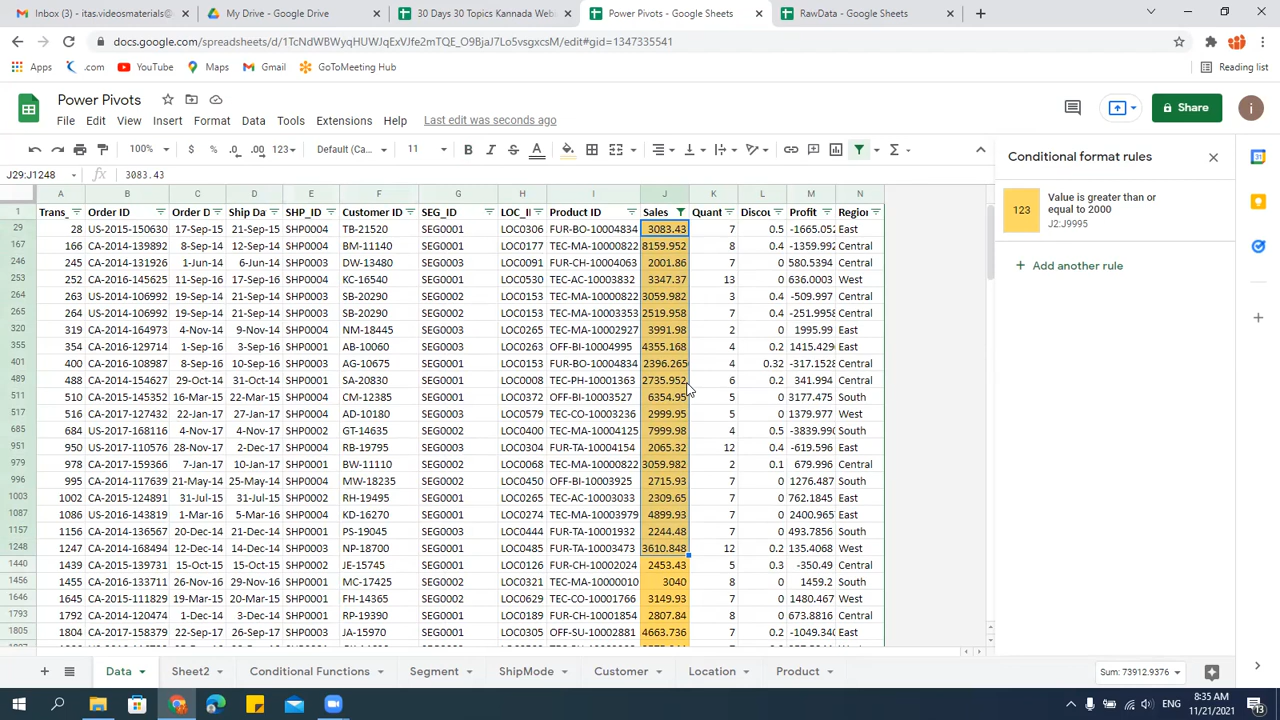 Inbox (3) - its.videosmaterials@
My Drive - Google Drive
30 Days 30 Topics Kannada Web
Power Pivots - Google Sheets
RawData - Google Sheets
docs.google.com/spreadsheets/d/1TcNdWBWyqHUWJqExVJfe2mTQE_O9BjaJ7Lo5vsgxcsM/edit#gid=1347335541
Apps .com YouTube Maps Gmail GoToMeeting Hub Reading list
Power Pivots
Share i
File Edit View Insert Format Data Tools Extensions Help Last edit was seconds ago
100% $ % .0 .00 123 Default (Ca... 11 B I S A Σ
J29:J1248 fx 3083.43
Conditional format rules
123 Value is greater than or equal to 2000
J2:J9995
+ Add another rule
A B C D E F G H I J K L M N
1 Trans_ Order ID Order D Ship Da SHP_ID Customer ID SEG_ID LOC_I Product ID Sales Quant Discou Profit Region
29 28 US-2015-150630 17-Sep-15 21-Sep-15 SHP0004 TB-21520 SEG0001 LOC0306 FUR-BO-10004834 3083.43 7 0.5 -1665.052 East
167 166 CA-2014-139892 8-Sep-14 12-Sep-14 SHP0004 BM-11140 SEG0001 LOC0177 TEC-MA-10000822 8159.952 8 0.4 -1359.992 Central
246 245 CA-2014-131926 1-Jun-14 6-Jun-14 SHP0003 DW-13480 SEG0003 LOC0091 FUR-CH-10004063 2001.86 7 0 580.5394 Central
253 252 CA-2016-145625 11-Sep-16 17-Sep-16 SHP0004 KC-16540 SEG0001 LOC0530 TEC-AC-10003832 3347.37 13 0 636.0003 West
264 263 US-2014-106992 19-Sep-14 21-Sep-14 SHP0003 SB-20290 SEG0001 LOC0153 TEC-MA-10000822 3059.982 3 0.4 -509.997 Central
265 264 US-2014-106992 19-Sep-14 21-Sep-14 SHP0003 SB-20290 SEG0001 LOC0153 TEC-MA-10003353 2519.958 7 0.4 -251.9958 Central
320 319 CA-2014-164973 4-Nov-14 9-Nov-14 SHP0004 NM-18445 SEG0003 LOC0265 TEC-MA-10002927 3991.98 2 0 1995.99 East
355 354 CA-2016-129714 1-Sep-16 3-Sep-16 SHP0001 AB-10060 SEG0003 LOC0265 OFF-BI-10004995 4355.168 4 0.2 1415.429 East
401 400 CA-2016-108987 8-Sep-16 10-Sep-16 SHP0003 AG-10675 SEG0001 LOC0153 FUR-BO-10004834 2396.265 4 0.32 -317.1528 Central
489 488 CA-2014-154627 29-Oct-14 31-Oct-14 SHP0001 SA-20830 SEG0001 LOC0008 TEC-PH-10001363 2735.952 6 0.2 341.994 Central
511 510 CA-2015-145352 16-Mar-15 22-Mar-15 SHP0004 CM-12385 SEG0001 LOC0372 OFF-BI-10003527 6354.95 5 0 3177.475 South
517 516 CA-2017-127432 22-Jan-17 27-Jan-17 SHP0004 AD-10180 SEG0003 LOC0579 TEC-CO-10003236 2999.95 5 0 1379.977 West
685 684 US-2017-168116 4-Nov-17 4-Nov-17 SHP0002 GT-14635 SEG0002 LOC0400 TEC-MA-10004125 7999.98 4 0.5 -3839.990 South
951 950 US-2017-110576 28-Nov-17 2-Dec-17 SHP0004 RB-19795 SEG0003 LOC0068 FUR-TA-10004154 2065.32 12 0.4 -619.596 East
979 978 CA-2017-159366 7-Jan-17 10-Jan-17 SHP0001 BW-11110 SEG0002 LOC0068 TEC-MA-10000822 3059.982 2 0.1 679.996 Central
996 995 CA-2014-117639 21-May-14 25-May-14 SHP0004 MW-18235 SEG0002 LOC0450 OFF-BI-10003925 2715.93 7 0 1276.4871 South
1003 1002 CA-2015-124891 31-Jul-15 31-Jul-15 SHP0002 RH-19495 SEG0001 LOC0265 TEC-AC-10003033 2309.65 7 0 762.1845 East
1087 1086 US-2016-143819 1-Mar-16 5-Mar-16 SHP0004 KD-16270 SEG0001 LOC0274 TEC-MA-10003979 4899.93 7 0 2400.965 East
1157 1156 CA-2014-136567 20-Dec-14 21-Dec-14 SHP0001 PS-19045 SEG0003 LOC0444 FUR-TA-10001932 2244.48 7 0 493.7856 South
1248 1247 CA-2014-168494 12-Dec-14 14-Dec-14 SHP0003 NP-18700 SEG0001 LOC0485 FUR-TA-10003473 3610.848 12 0.2 135.4068 West
1440 1439 CA-2015-139731 15-Oct-15 15-Oct-15 SHP0002 JE-15745 SEG0001 LOC0126 FUR-CH-10002024 2453.43 5 0.3 -350.49 Central
1456 1455 CA-2016-133711 26-Nov-16 29-Nov-16 SHP0001 MC-17425 SEG0002 LOC0321 TEC-MA-10000010 3040 8 0 1459.2 South
1646 1645 CA-2015-111829 19-Mar-15 20-Mar-15 SHP0001 FH-14365 SEG0002 LOC0629 TEC-CO-10001766 3149.93 7 0 1480.467 West
1793 1792 CA-2014-120474 1-Dec-14 3-Dec-14 SHP0001 RP-19390 SEG0001 LOC0189 FUR-CH-10001854 2807.84 8 0 673.8816 South
1805 1804 CA-2017-158379 22-Sep-17 26-Sep-17 SHP0003 JA-15970 SEG0001 LOC0305 OFF-SU-10002881 4663.736 7 0.2 -1049.340 East
Data Sheet2 Conditional Functions Segment ShipMode Customer Location Product Sum: 73912.9376
ENG 8:35 AM
11/21/2021 13